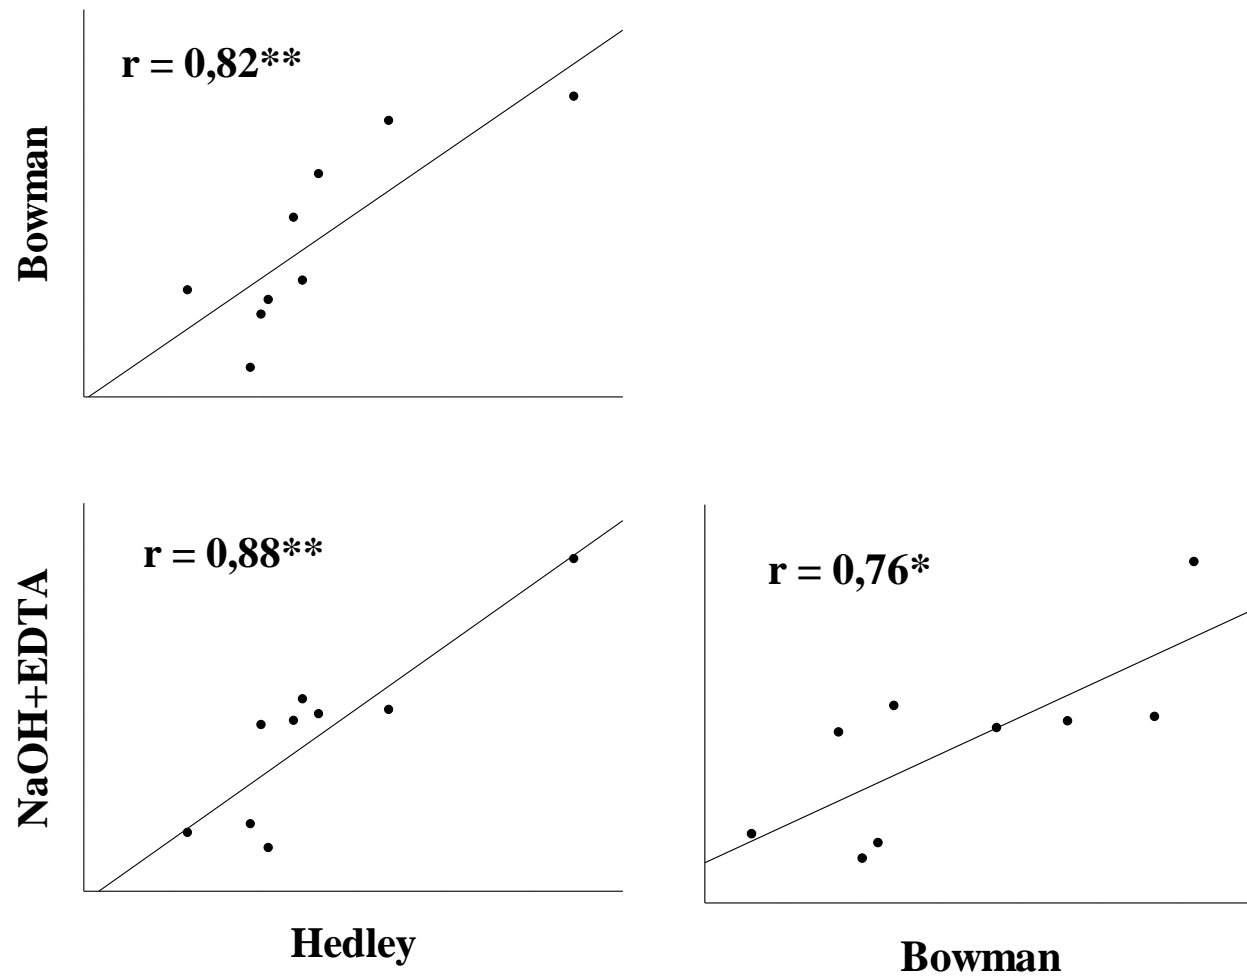 r = 0,82**
Bowman
r = 0,88**
NaOH+EDTA
Hedley
r = 0,76*
Bowman